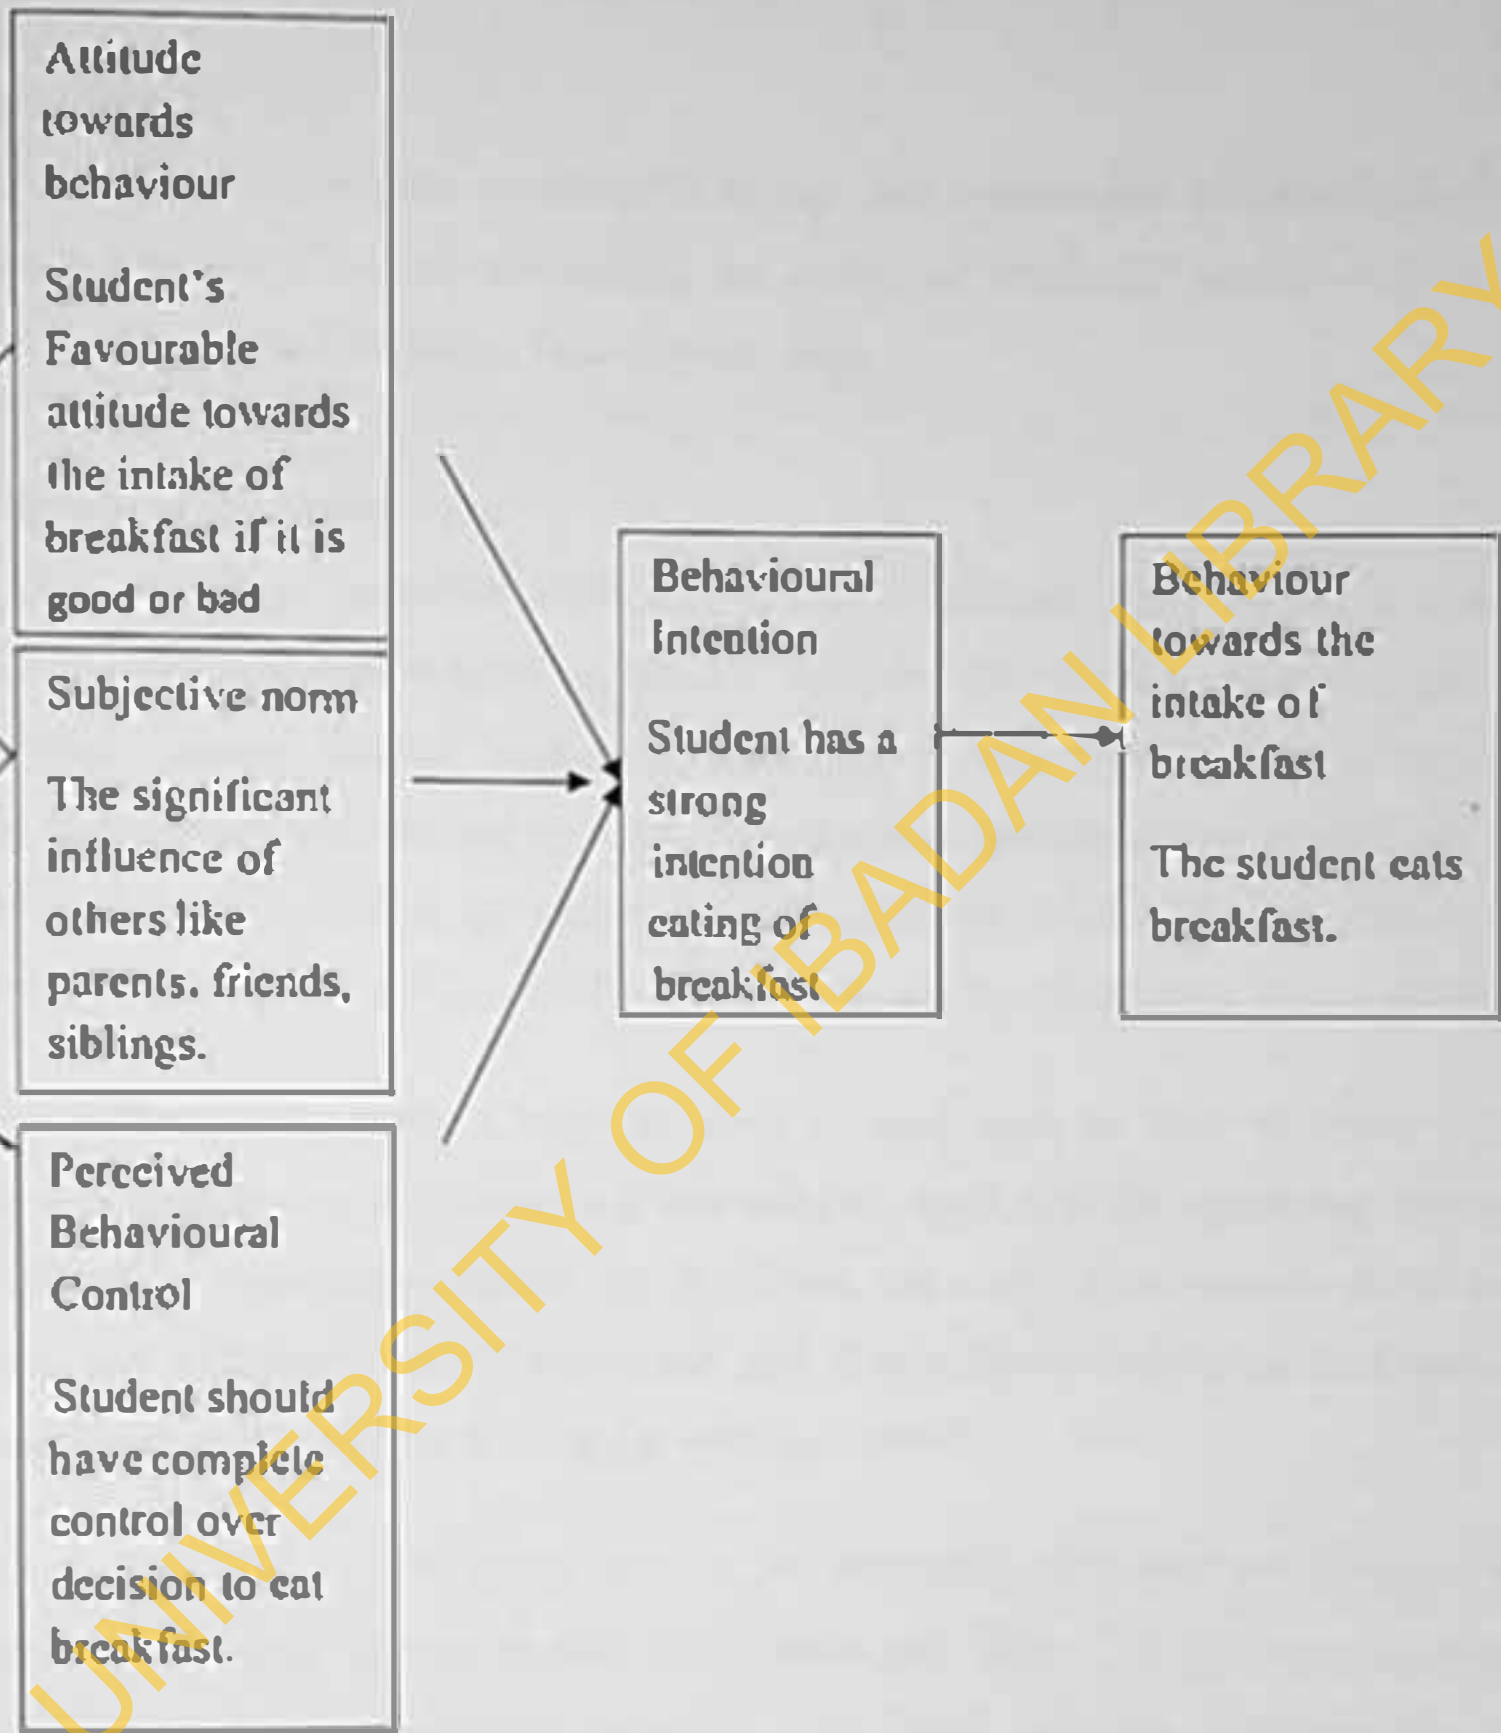 Attitude
towards
behaviour
Student's
Favourable
attitude towards
the intake of
breakfast if it is
good or bad
Subjective norm
The significant
influence of
others like
parents, friends,
siblings.
Perceived
Behavioural
Control
Student should
have complete
control over
decision to eat
breakfast.
Behavioural
Intention
Student has a
strong
intention
eating of
breakfast
Behaviour
towards the
intake of
breakfast
The student eats
breakfast.
UNIVERSITY OF IBADAN LIBRARY